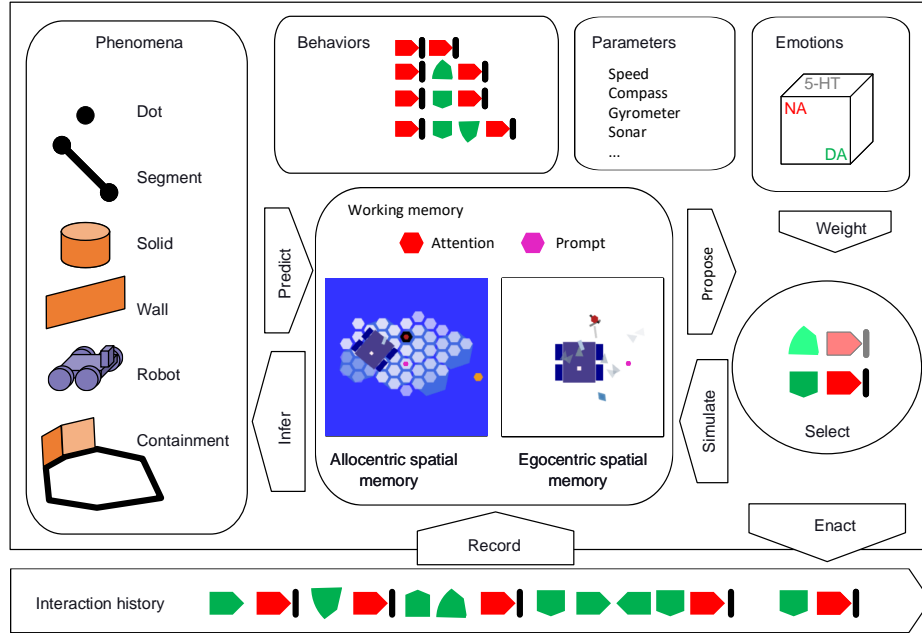 Phenomena
Dot
Segment
Solid
Wall
Robot
Containment
Behaviors
Parameters
Speed
Compass
Gyrometer
Sonar
...
Emotions
5-HT
NA
DA
Weight
Predict
Infer
Working memory
Attention
Prompt
Allocentric spatial
memory
Egocentric spatial
memory
Propose
Simulate
Select
Enact
Record
Interaction history